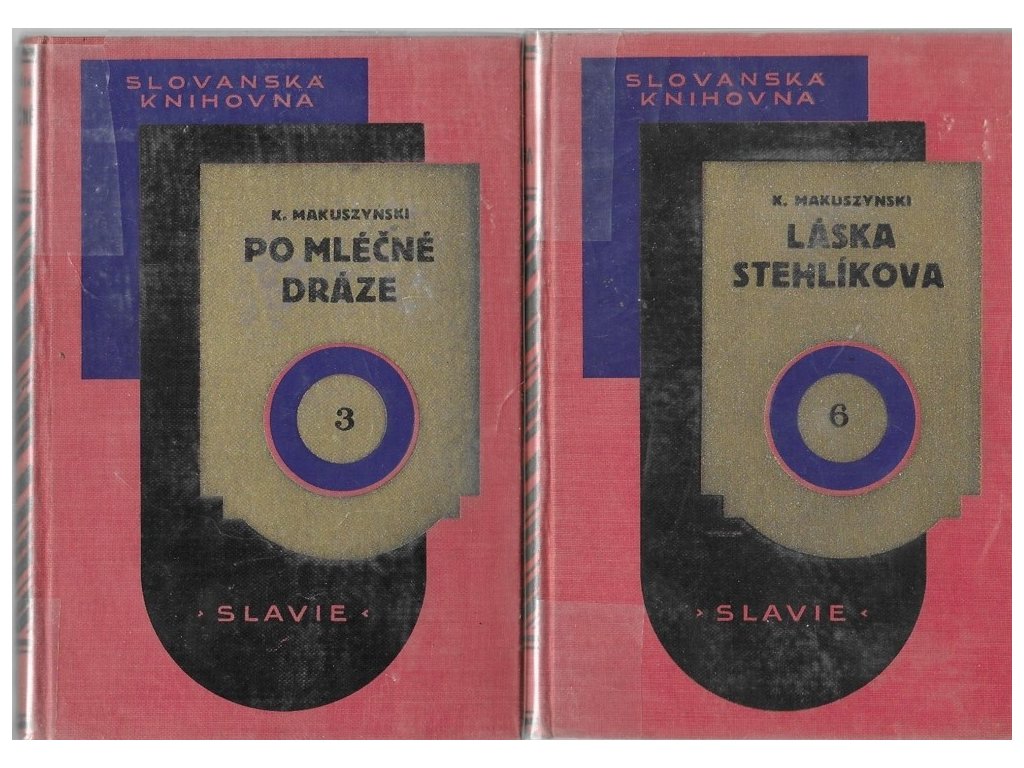 SLOVANSKÁ
KNIHOVNA
K. MAKUSZYNSKI
PO MLÉČNÉ
DRÁZE
3
› SLAVIE ‹
SLOVANSKÁ
KNIHOVNA
K. MAKUSZYNSKI
LÁSKA
STEHLÍKOVA
6
› SLAVIE ‹